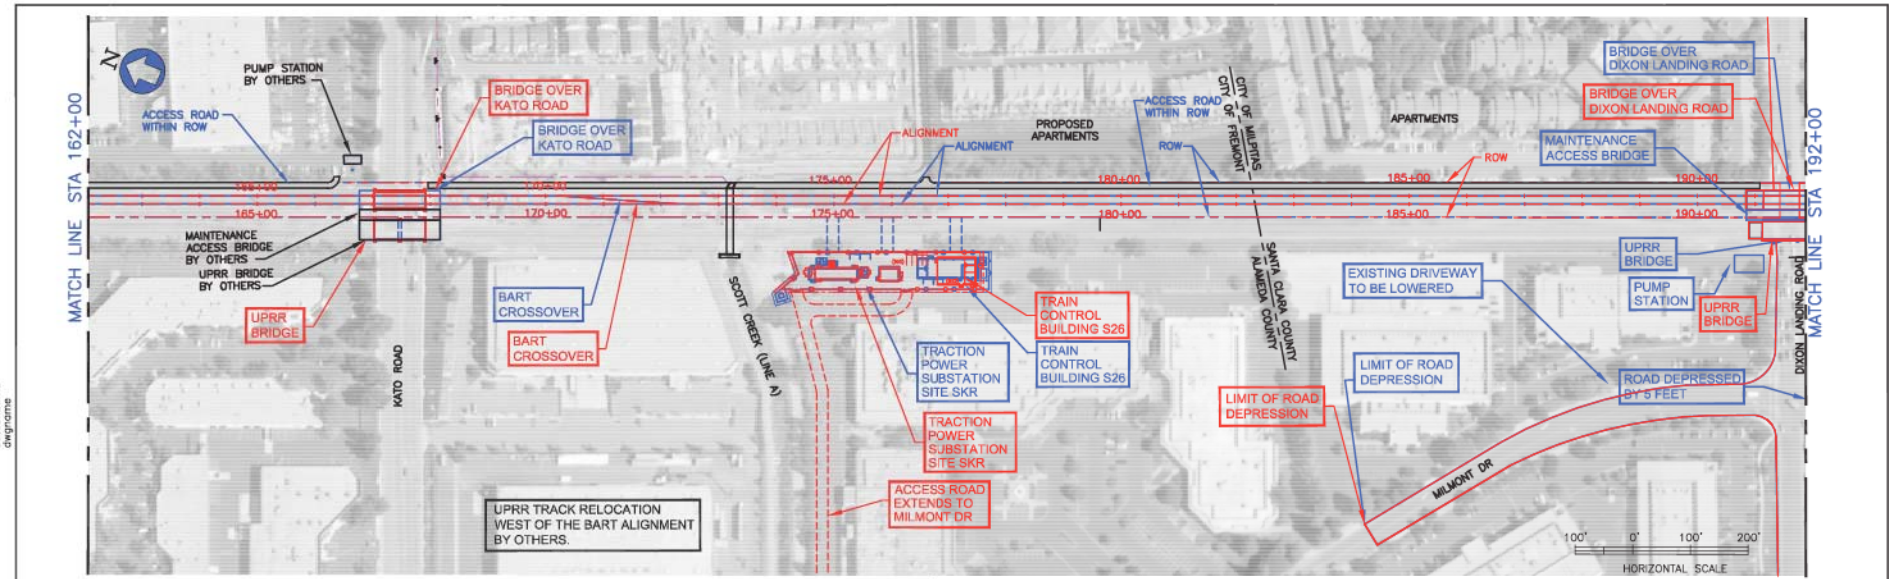 N
PUMP STATION
BY OTHERS
ACCESS ROAD
WITHIN ROW
BRIDGE OVER
KATO ROAD
BRIDGE OVER
KATO ROAD
ALIGNMENT
ALIGNMENT
PROPOSED
APARTMENTS
ACCESS ROAD
WITHIN ROW
ROW
CITY OF MILPITAS
CITY OF FREMONT
APARTMENTS
ROW
BRIDGE OVER
DIXON LANDING ROAD
BRIDGE OVER
DIXON LANDING ROAD
MAINTENANCE
ACCESS BRIDGE
MATCH LINE STA 162+00
MATCH LINE STA 192+00
165+00
170+00
175+00
180+00
185+00
190+00
165+00
170+00
175+00
180+00
185+00
190+00
MAINTENANCE
ACCESS BRIDGE
BY OTHERS
UPRR BRIDGE
BY OTHERS
UPRR
BRIDGE
KATO ROAD
BART
CROSSOVER
BART
CROSSOVER
SCOTT CREEK (LINE A)
TRAIN
CONTROL
BUILDING S26
TRACTION
POWER
SUBSTATION
SITE SKR
TRAIN
CONTROL
BUILDING S26
TRACTION
POWER
SUBSTATION
SITE SKR
ACCESS ROAD
EXTENDS TO
MILMONT DR
SANTA CLARA COUNTY
ALAMEDA COUNTY
EXISTING DRIVEWAY
TO BE LOWERED
LIMIT OF ROAD
DEPRESSION
LIMIT OF ROAD
DEPRESSION
UPRR
BRIDGE
PUMP
STATION
UPRR
BRIDGE
DIXON LANDING ROAD
ROAD DEPRESSED
BY 5 FEET
MILMONT DR
UPRR TRACK RELOCATION
WEST OF THE BART ALIGNMENT
BY OTHERS.
100' 0' 100' 200'
HORIZONTAL SCALE
dwgname